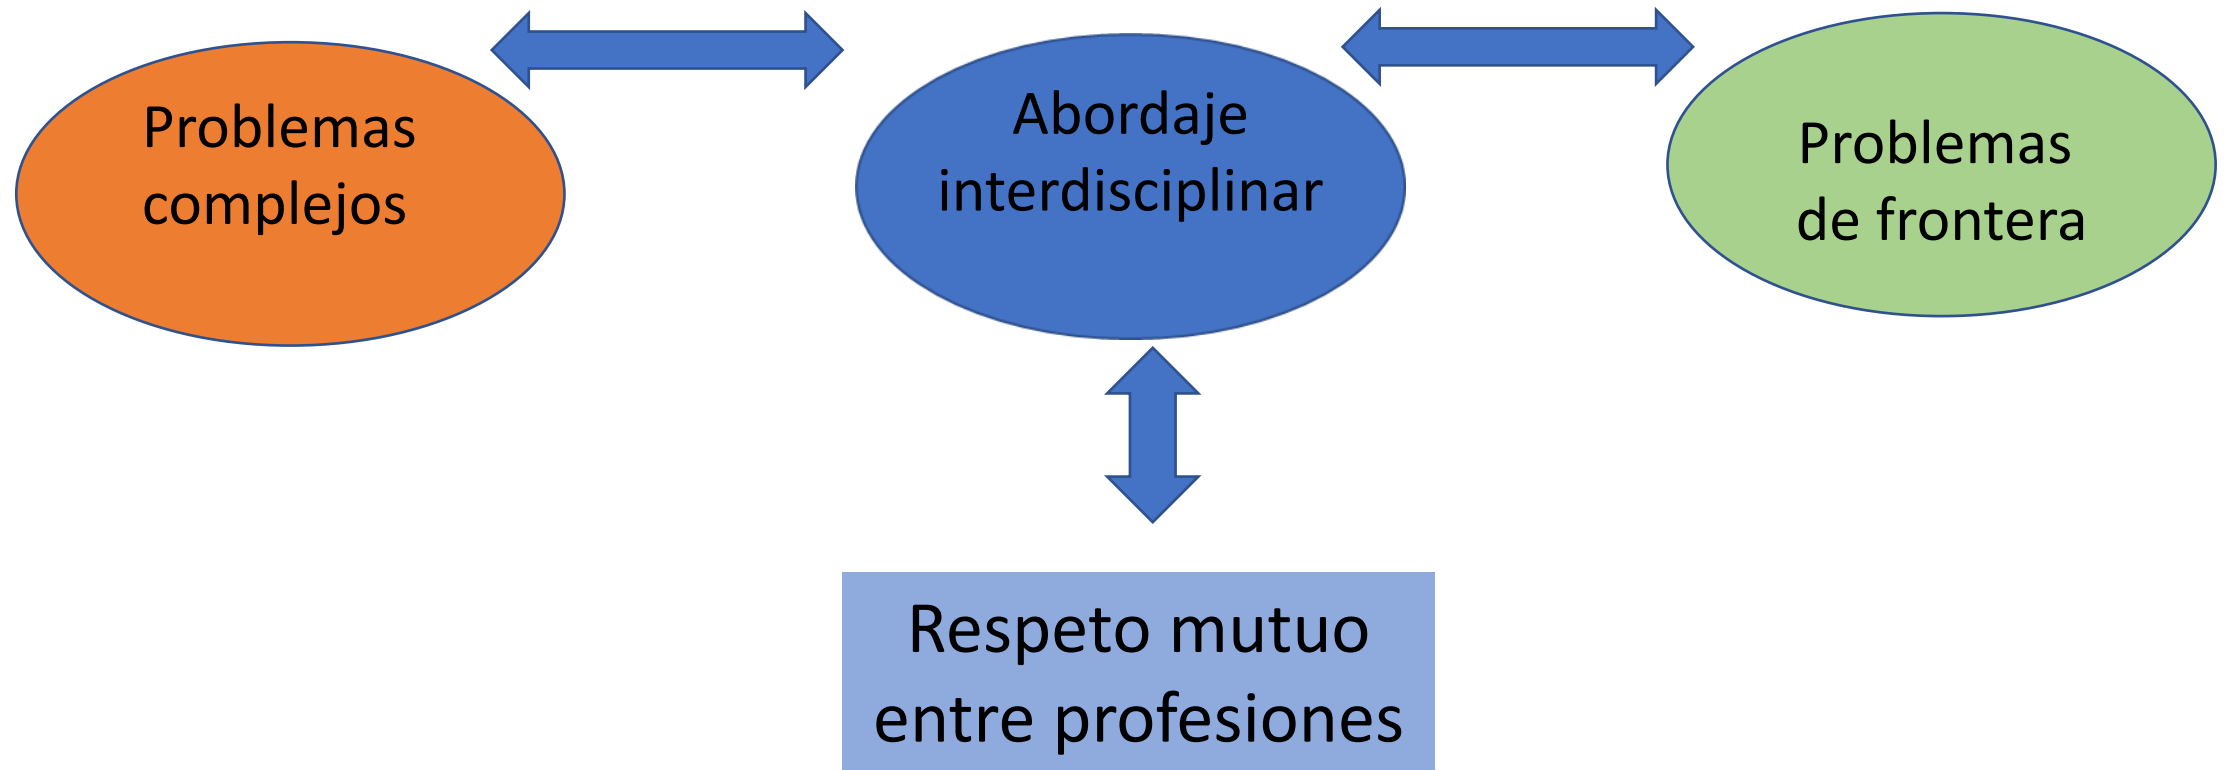 Problemas
complejos
Abordaje
interdisciplinar
Problemas
de frontera
Respeto mutuo
entre profesiones